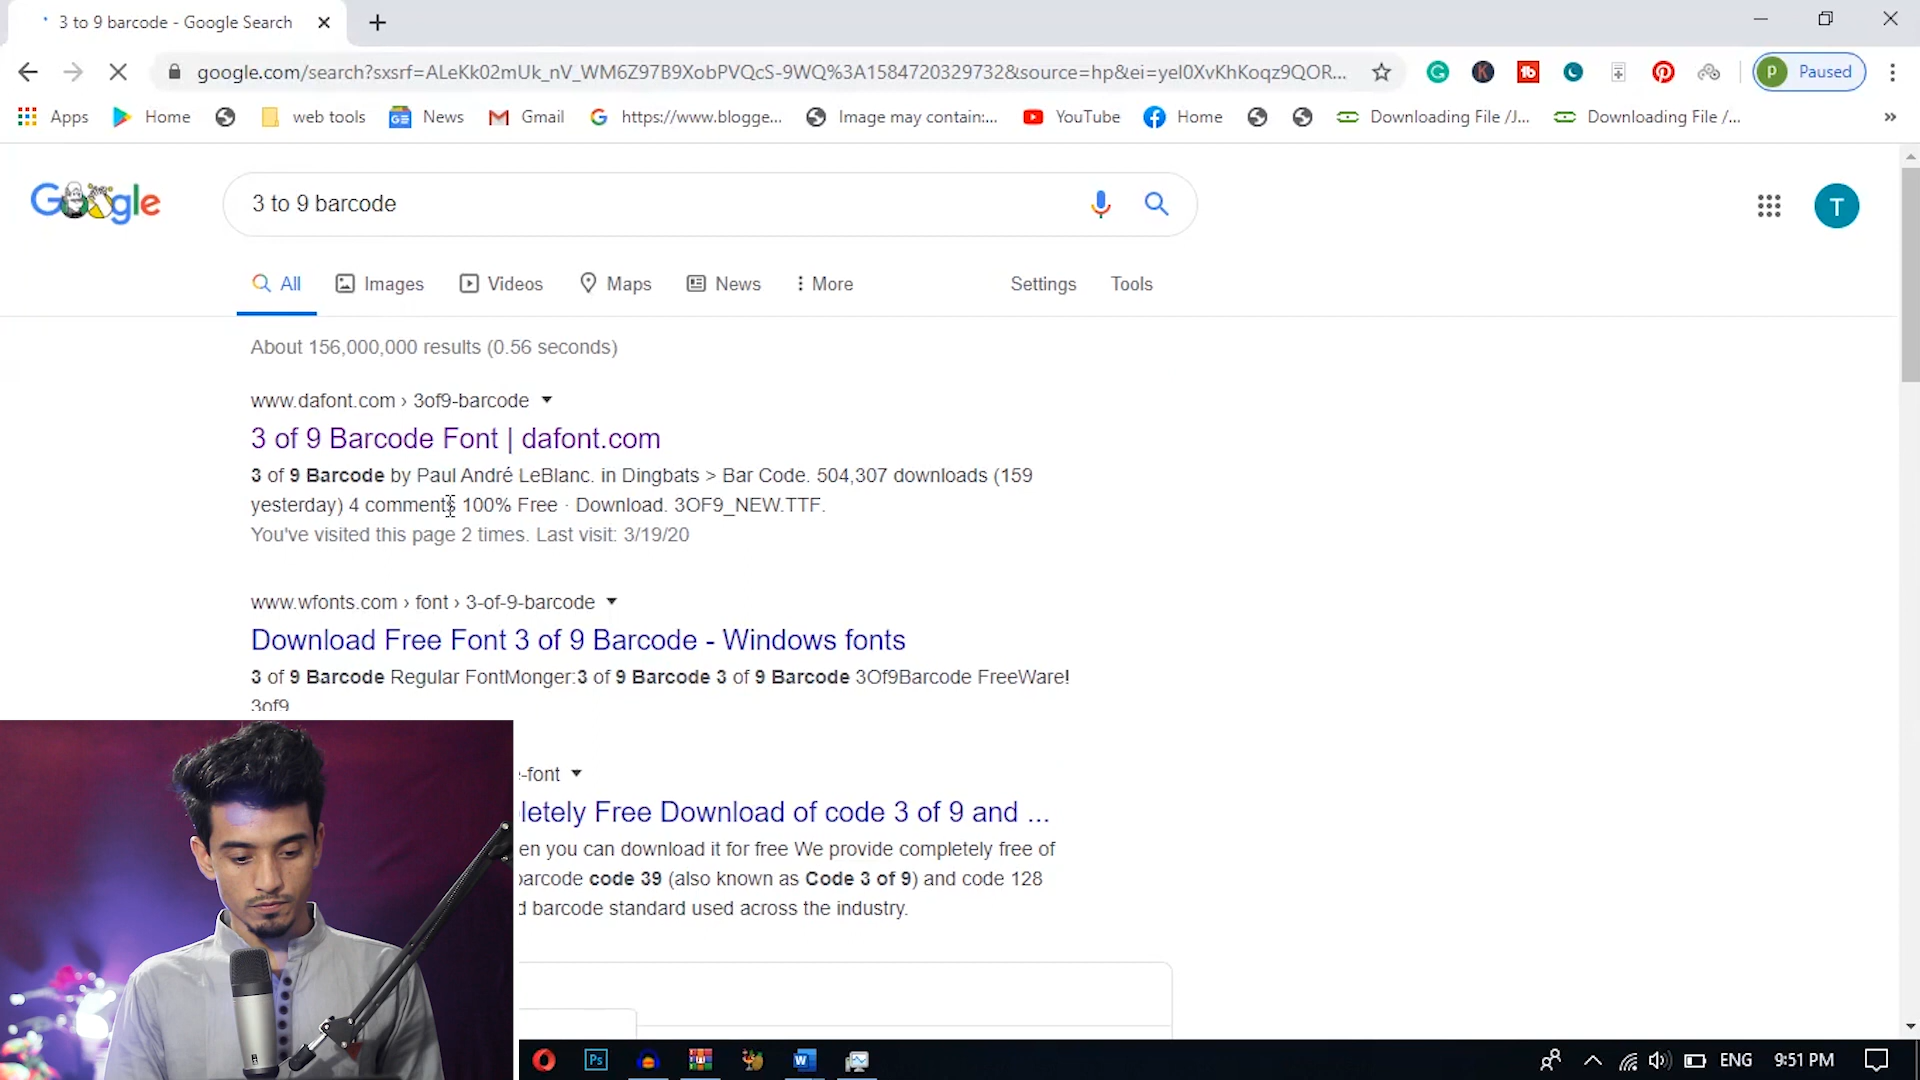 3 to 9 barcode - Google Search
google.com/search?sxsrf=ALeKk02mUk_nV_WM6Z97B9XobPVQcS-9WQ%3A1584720329732&source=hp&ei=yel0XvKhKoqz9QOR...
P Paused
Apps Home web tools News Gmail https://www.blogge... Image may contain:... YouTube Home Downloading File /J... Downloading File /... »
Google 3 to 9 barcode T
All Images Videos Maps News More Settings Tools
About 156,000,000 results (0.56 seconds)
www.dafont.com › 3of9-barcode
3 of 9 Barcode Font | dafont.com
3 of 9 Barcode by Paul André LeBlanc. in Dingbats > Bar Code. 504,307 downloads (159
yesterday) 4 comments 100% Free · Download. 3OF9_NEW.TTF.
You've visited this page 2 times. Last visit: 3/19/20
www.wfonts.com › font › 3-of-9-barcode
Download Free Font 3 of 9 Barcode - Windows fonts
3 of 9 Barcode Regular FontMonger:3 of 9 Barcode 3 of 9 Barcode 3Of9Barcode FreeWare!
3of9
-font
letely Free Download of code 3 of 9 and ...
en you can download it for free We provide completely free of
barcode code 39 (also known as Code 3 of 9) and code 128
d barcode standard used across the industry.
Ps W ENG 9:51 PM